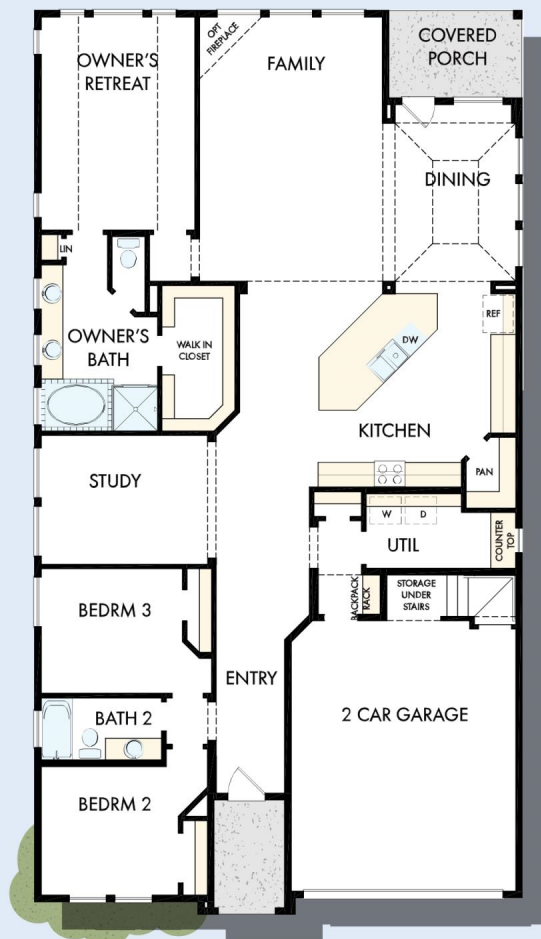 OWNER'S
RETREAT
OPT
FIREPLACE
FAMILY
COVERED
PORCH
DINING
LIN
OWNER'S
BATH
WALK IN
CLOSET
REF
DW
KITCHEN
PAN
STUDY
W
D
UTIL
COUNTER
TOP
BEDRM 3
BACKPACK
RACK
STORAGE
UNDER
STAIRS
ENTRY
BATH 2
2 CAR GARAGE
BEDRM 2